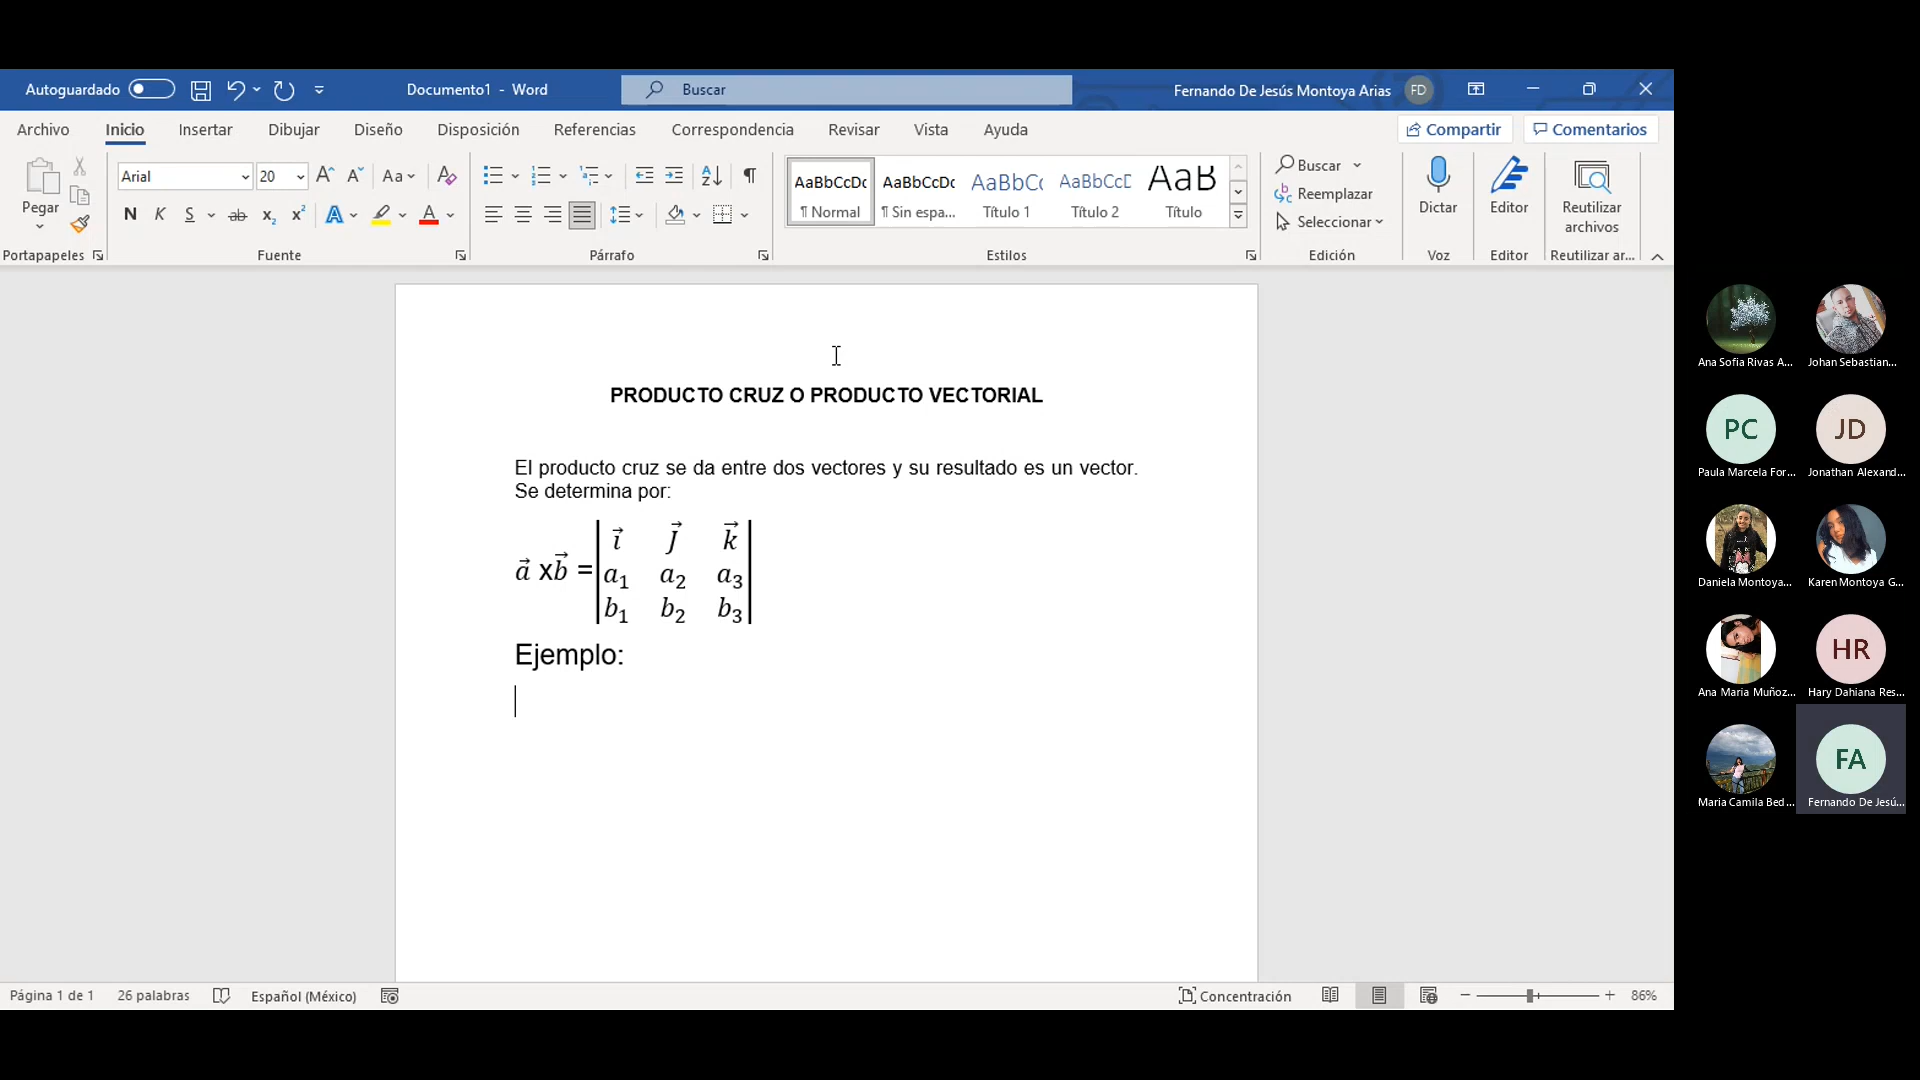 Autoguardado
Documento1 - Word
Buscar
Fernando De Jesús Montoya Arias
FD
Archivo
Inicio
Insertar
Dibujar
Diseño
Disposición
Referencias
Correspondencia
Revisar
Vista
Ayuda
Compartir
Comentarios
Pegar
Portapapeles
Arial
20
Aa
N K S ab x₂ x² A A
Fuente
Párrafo
AaBbCcDc
¶ Normal
AaBbCcDc
¶ Sin espa...
AaBbCc
Título 1
AaBbCcD
Título 2
AaB
Título
Estilos
Buscar
Reemplazar
Seleccionar
Edición
Dictar
Voz
Editor
Editor
Reutilizar
archivos
Reutilizar ar...
PRODUCTO CRUZ O PRODUCTO VECTORIAL
El producto cruz se da entre dos vectores y su resultado es un vector.
Se determina por:
a⃗ xb⃗ = | i⃗ J⃗ k⃗ |
| a₁ a₂ a₃ |
| b₁ b₂ b₃ |
Ejemplo:
Página 1 de 1
26 palabras
Español (México)
Concentración
86%
Ana Sofia Rivas A...
Johan Sebastian...
PC
Paula Marcela For...
JD
Jonathan Alexand...
Daniela Montoya...
Karen Montoya G...
Ana Maria Muñoz...
HR
Hary Dahiana Res...
Maria Camila Bed...
FA
Fernando De Jesú...